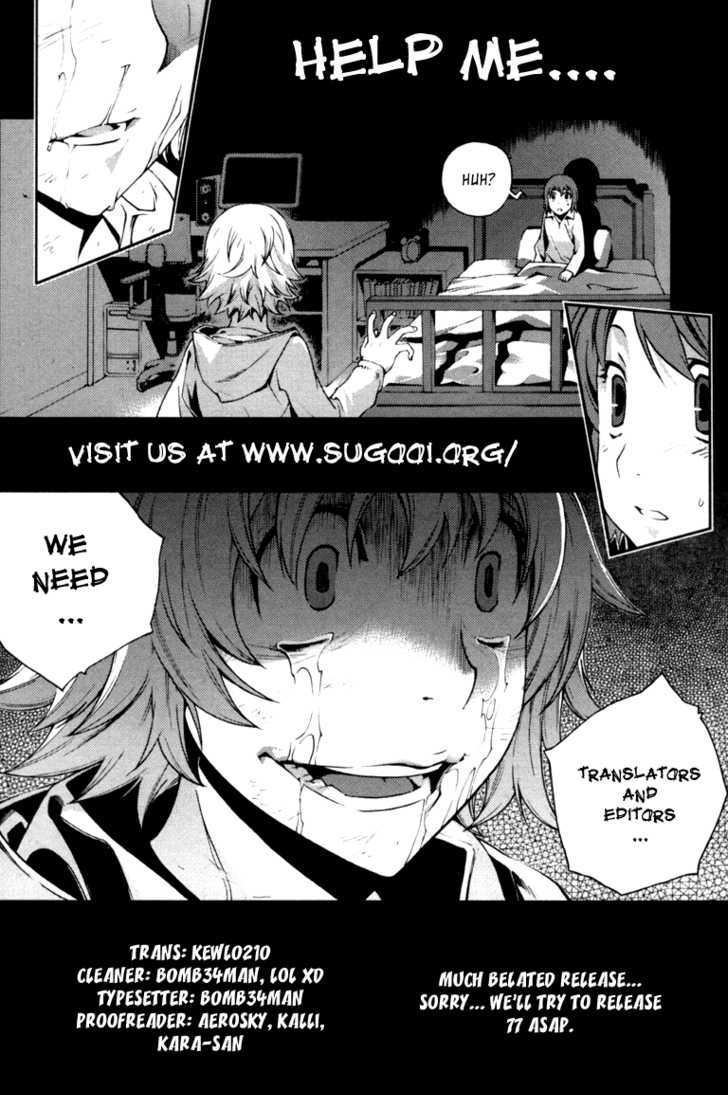 HELP ME....
HUH?
VISIT US AT WWW.SUGOOI.ORG/
WE
NEED
...
TRANSLATORS
AND
EDITORS
...
TRANS: KEWL0210
CLEANER: BOMB34MAN, LOL XD
TYPESETTER: BOMB34MAN
PROOFREADER: AEROSKY, KALLI,
KARA-SAN
MUCH BELATED RELEASE...
SORRY... WE'LL TRY TO RELEASE
77 ASAP.